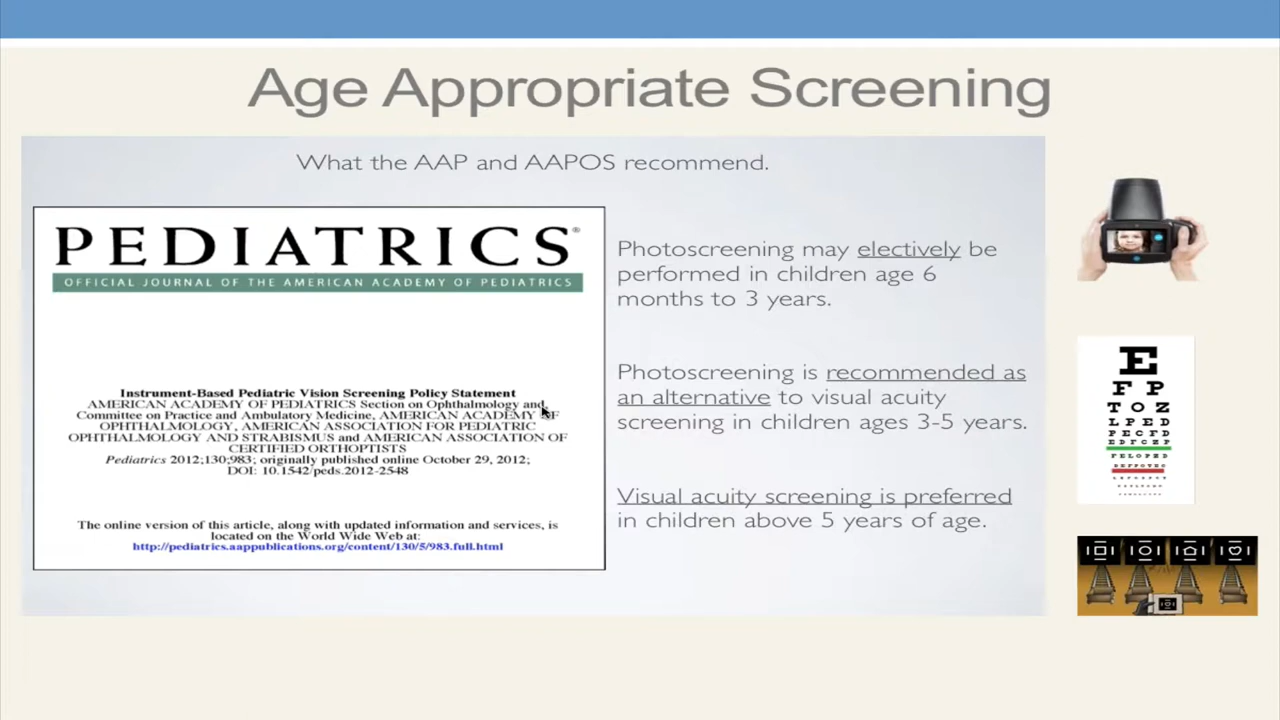 Age Appropriate Screening
What the AAP and AAPOS recommend.
PEDIATRICS®
OFFICIAL JOURNAL OF THE AMERICAN ACADEMY OF PEDIATRICS
Instrument-Based Pediatric Vision Screening Policy Statement
AMERICAN ACADEMY OF PEDIATRICS Section on Ophthalmology and
Committee on Practice and Ambulatory Medicine, AMERICAN ACADEMY OF
OPHTHALMOLOGY, AMERICAN ASSOCIATION FOR PEDIATRIC
OPHTHALMOLOGY AND STRABISMUS and AMERICAN ASSOCIATION OF
CERTIFIED ORTHOPTISTS
Pediatrics 2012;130;983; originally published online October 29, 2012;
DOI: 10.1542/peds.2012-2548
The online version of this article, along with updated information and services, is
located on the World Wide Web at:
http://pediatrics.aappublications.org/content/130/5/983.full.html
Photoscreening may electively be
performed in children age 6
months to 3 years.
Photoscreening is recommended as
an alternative to visual acuity
screening in children ages 3-5 years.
Visual acuity screening is preferred
in children above 5 years of age.
E
F P
T O Z
L P E D
P E C F D
E D F C Z P
F E L O P Z D
D E F P O T E C